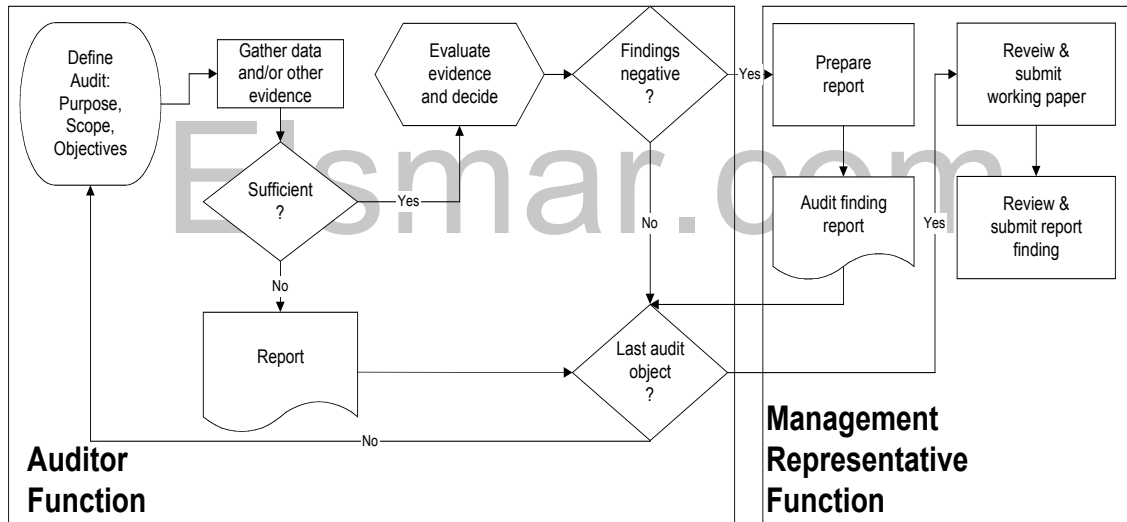 Define
Audit:
Purpose,
Scope,
Objectives
Gather data
and/or other
evidence
Evaluate
evidence
and decide
Findings
negative
?
Yes
Prepare
report
Reveiw &
submit
working paper
Elsmar.com
Sufficient
?
Yes
No
Audit finding
report
Yes
Review &
submit report
finding
No
Report
Last audit
object
?
No
Auditor
Function
Management
Representative
Function